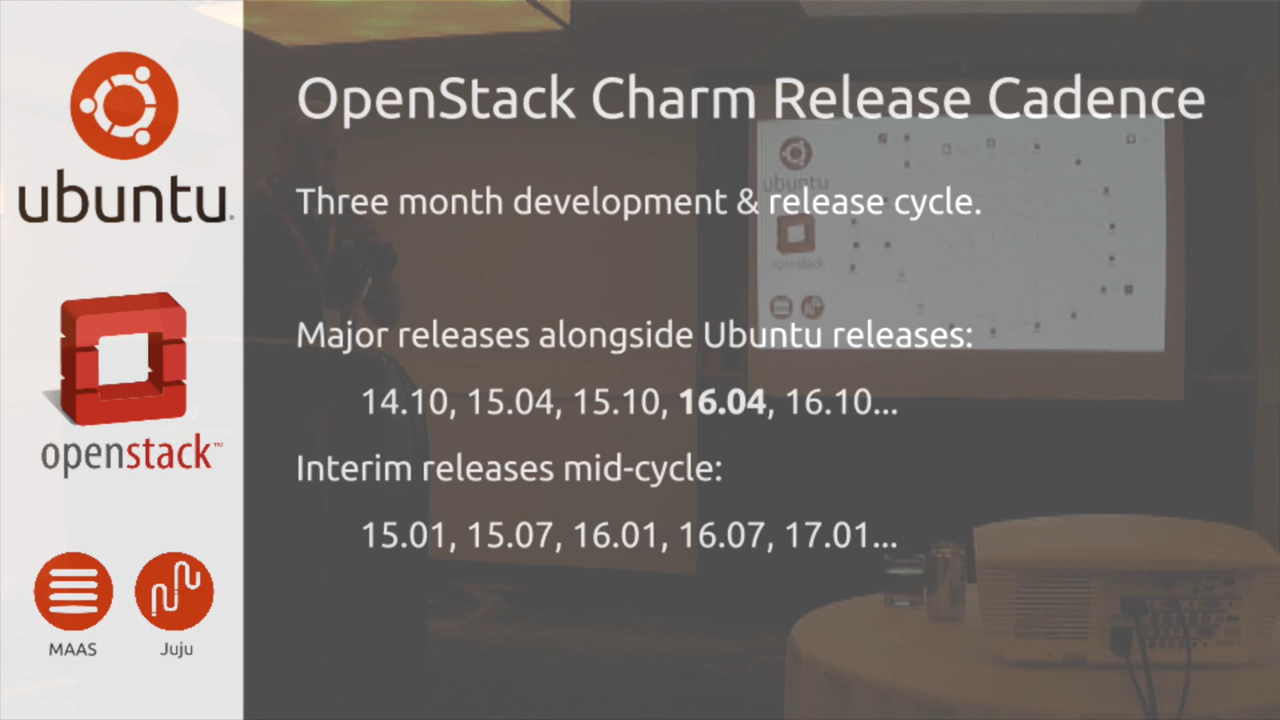 ubuntu
openstack™
MAAS
Juju
OpenStack Charm Release Cadence
Three month development & release cycle.
Major releases alongside Ubuntu releases:
14.10, 15.04, 15.10, 16.04, 16.10...
Interim releases mid-cycle:
15.01, 15.07, 16.01, 16.07, 17.01...
ubuntu
openstack